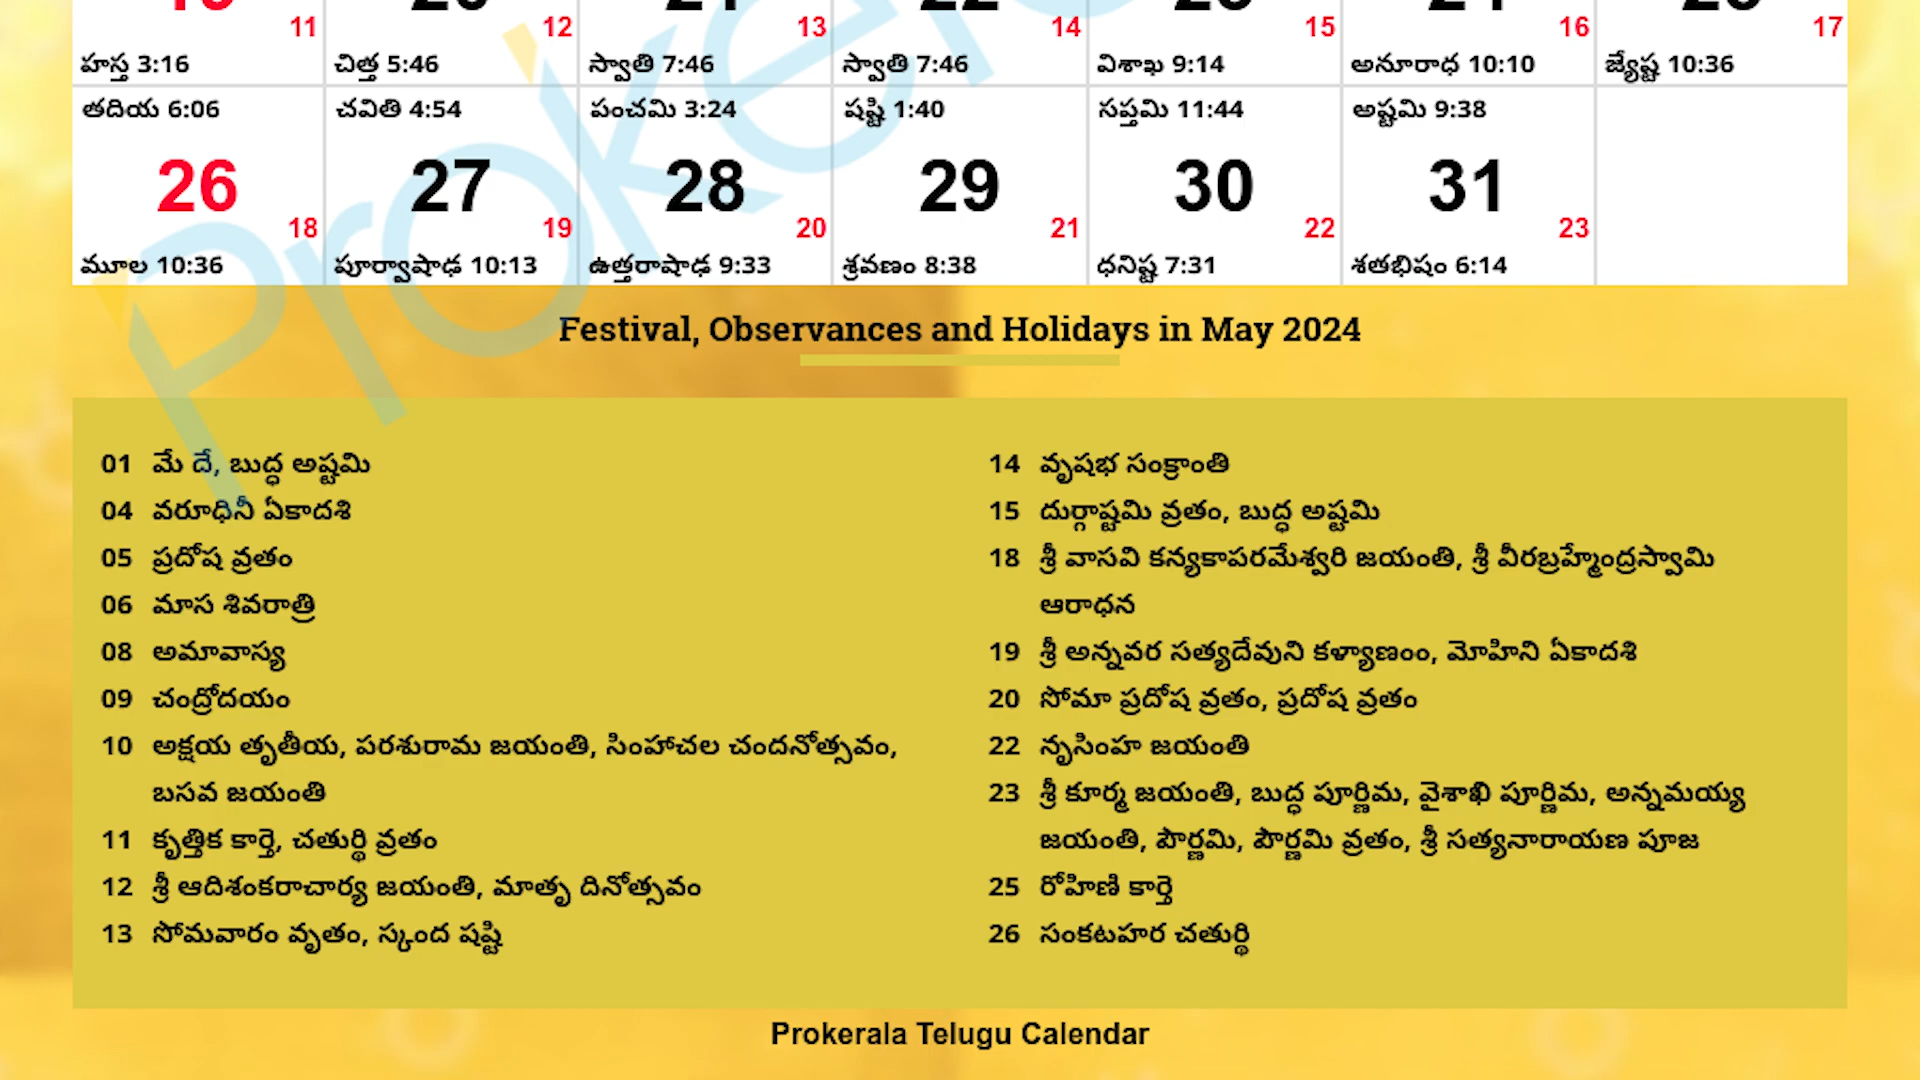 11 12 13 14 15 16 17
హస్త 3:16 చిత్త 5:46 స్వాతి 7:46 స్వాతి 7:46 విశాఖ 9:14 అనూరాధ 10:10 జ్యేష్ట 10:36
తదియ 6:06 చవితి 4:54 పంచమి 3:24 షష్టి 1:40 సప్తమి 11:44 అష్టమి 9:38
26 27 28 29 30 31
18 19 20 21 22 23
మూల 10:36 పూర్వాషాఢ 10:13 ఉత్తరాషాఢ 9:33 శ్రవణం 8:38 ధనిష్ట 7:31 శతభిషం 6:14
Festival, Observances and Holidays in May 2024
01 మే దే, బుద్ధ అష్టమి
04 వరూధినీ ఏకాదశి
05 ప్రదోష వ్రతం
06 మాస శివరాత్రి
08 అమావాస్య
09 చంద్రోదయం
10 అక్షయ తృతీయ, పరశురామ జయంతి, సింహాచల చందనోత్సవం,
బసవ జయంతి
11 కృత్తిక కార్తె, చతుర్థి వ్రతం
12 శ్రీ ఆదిశంకరాచార్య జయంతి, మాతృ దినోత్సవం
13 సోమవారం వృతం, స్కంద షష్టి
14 వృషభ సంక్రాంతి
15 దుర్గాష్టమి వ్రతం, బుద్ధ అష్టమి
18 శ్రీ వాసవి కన్యకాపరమేశ్వరి జయంతి, శ్రీ వీరబ్రహ్మేంద్రస్వామి
ఆరాధన
19 శ్రీ అన్నవర సత్యదేవుని కళ్యాణంం, మోహిని ఏకాదశి
20 సోమా ప్రదోష వ్రతం, ప్రదోష వ్రతం
22 నృసింహ జయంతి
23 శ్రీ కూర్మ జయంతి, బుద్ధ పూర్ణిమ, వైశాఖి పూర్ణిమ, అన్నమయ్య
జయంతి, పౌర్ణమి, పౌర్ణమి వ్రతం, శ్రీ సత్యనారాయణ పూజ
25 రోహిణి కార్తె
26 సంకటహర చతుర్థి
Prokerala Telugu Calendar